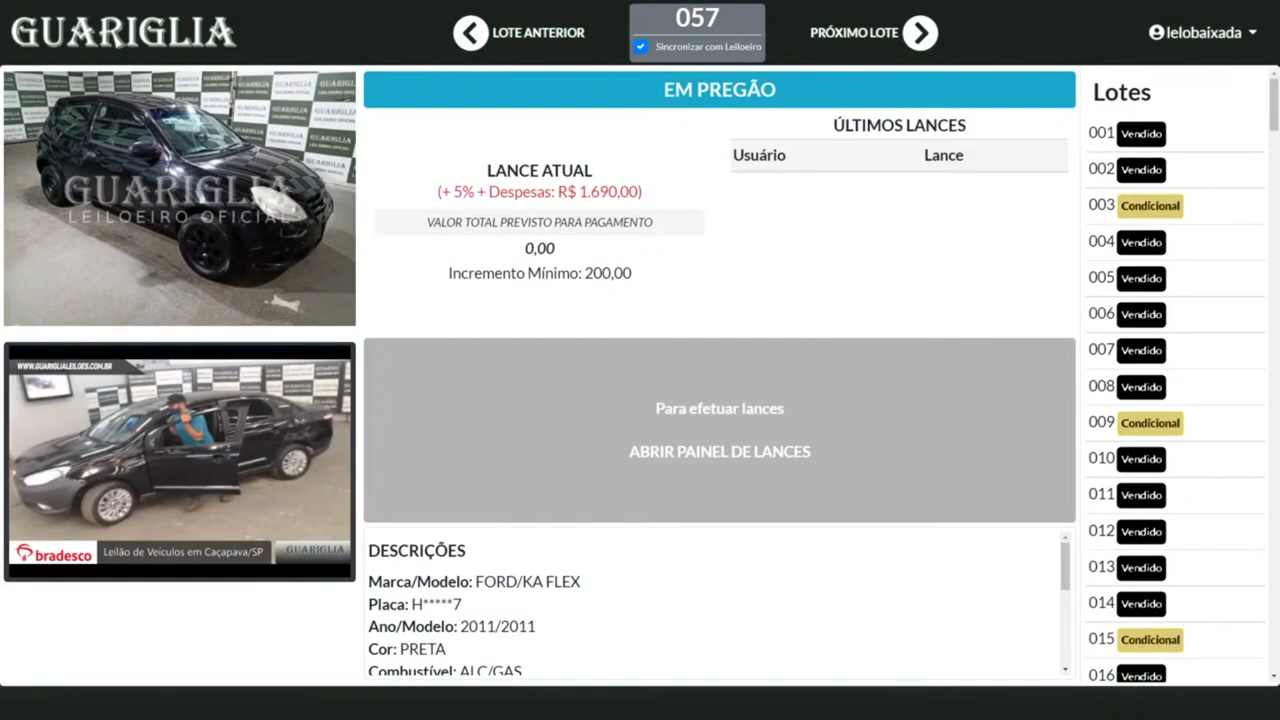 GUARIGLIA
LOTE ANTERIOR
057
Sincronizar com Leiloeiro
PRÓXIMO LOTE
lelobaixada
GUARIGLIA
LEILOEIRO OFICIAL
WWW.GUARIGLIALEILOES.COM.BR
bradesco
Leilão de Veículos em Caçapava/SP
GUARIGLIA
EM PREGÃO
LANCE ATUAL
(+ 5% + Despesas: R$ 1.690,00)
VALOR TOTAL PREVISTO PARA PAGAMENTO
0,00
Incremento Mínimo: 200,00
ÚLTIMOS LANCES
Usuário Lance
Para efetuar lances
ABRIR PAINEL DE LANCES
DESCRIÇÕES
Marca/Modelo: FORD/KA FLEX
Placa: H*****7
Ano/Modelo: 2011/2011
Cor: PRETA
Combustível: ALC/GAS
Lotes
001 Vendido
002 Vendido
003 Condicional
004 Vendido
005 Vendido
006 Vendido
007 Vendido
008 Vendido
009 Condicional
010 Vendido
011 Vendido
012 Vendido
013 Vendido
014 Vendido
015 Condicional
016 Vendido